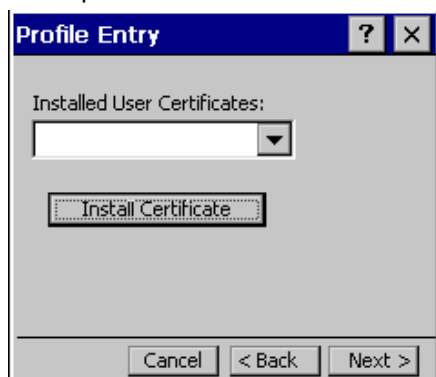 Profile Entry ? ×
Installed User Certificates:
Install Certificate
Cancel < Back Next >